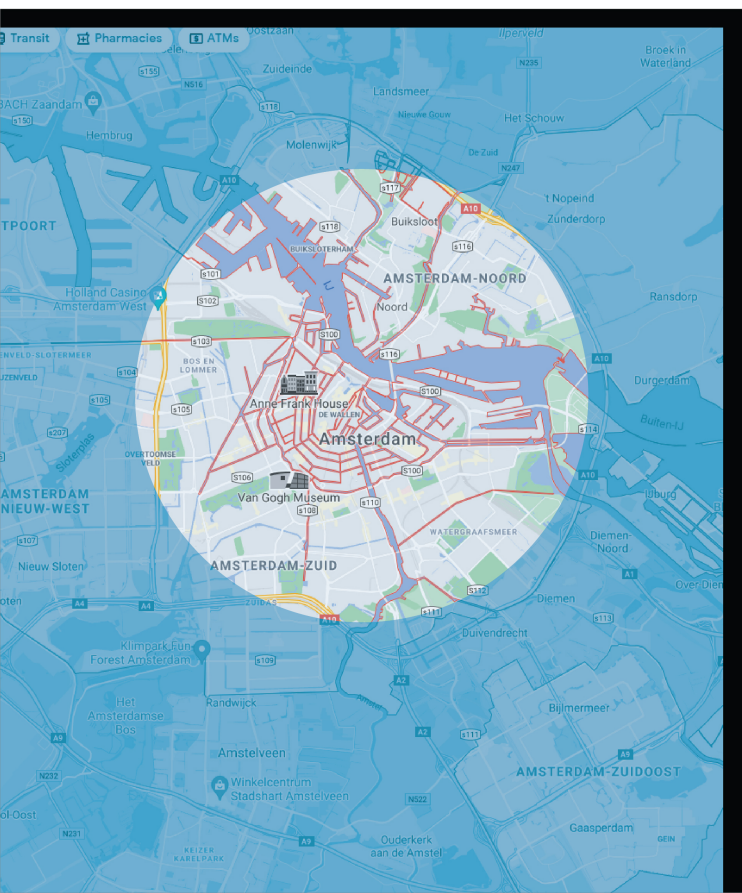 Transit
Pharmacies
ATMs
Oostzaan
Ilperveld
Broek in
Waterland
N235
s155
Zuideinde
N516
Landsmeer
BACH Zaandam
s118
Nieuwe Gouw
Het Schouw
s150
Hembrug
Molenwijk
De Zuid
N247
A10
s117
't Nopeind
Zunderdorp
A10
TPOORT
s118
Buiksloot
BUIKSLOTERHAM
s116
s101
AMSTERDAM-NOORD
Holland Casino
Amsterdam West
s102
Noord
Ransdorp
S100
s103
ENVELD-SLOTERMEER
s116
A10
BOS EN
LOMMER
s104
UZENVELD
Durgerdam
S100
s105
s105
Anne Frank House
DE WALLEN
Buiten-IJ
s207
Amsterdam
s114
Sloterplas
OVERTOOMSE
VELD
S100
S106
A10
AMSTERDAM
NIEUW-WEST
Van Gogh Museum
IJburg
s110
s108
WATERGRAAFSMEER
s107
Diemen-
Noord
Nieuw Sloten
AMSTERDAM-ZUID
A1
S112
Over-Dien
oten
A4
A4
ZUIDAS
Diemen
s111
A10
s113
Duivendrecht
Klimpark Fun
Forest Amsterdam
s109
A2
Het
Amsterdamse
Bos
Randwijck
Amstel
Bijlmermeer
A2
s111
A9
Amstelveen
A9
AMSTERDAM-ZUIDOOST
N232
Winkelcentrum
Stadshart Amstelveen
N522
ol-Oost
Gaasperdam
N231
A9
Ouderkerk
aan de Amstel
GEIN
KEIZER
KARELPARK